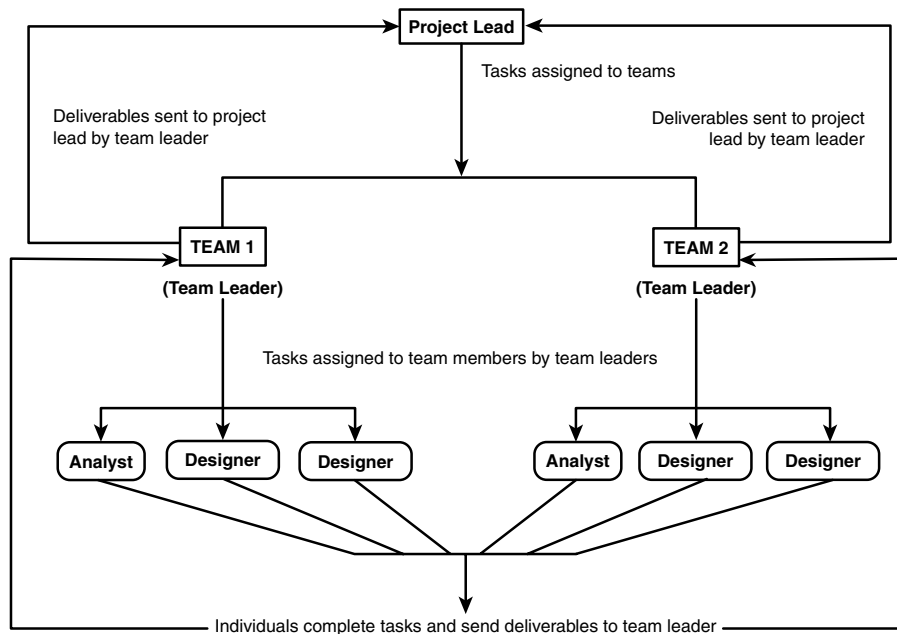 Project Lead
Tasks assigned to teams
Deliverables sent to project
lead by team leader
Deliverables sent to project
lead by team leader
TEAM 1
TEAM 2
(Team Leader)
(Team Leader)
Tasks assigned to team members by team leaders
Analyst
Designer
Designer
Analyst
Designer
Designer
Individuals complete tasks and send deliverables to team leader